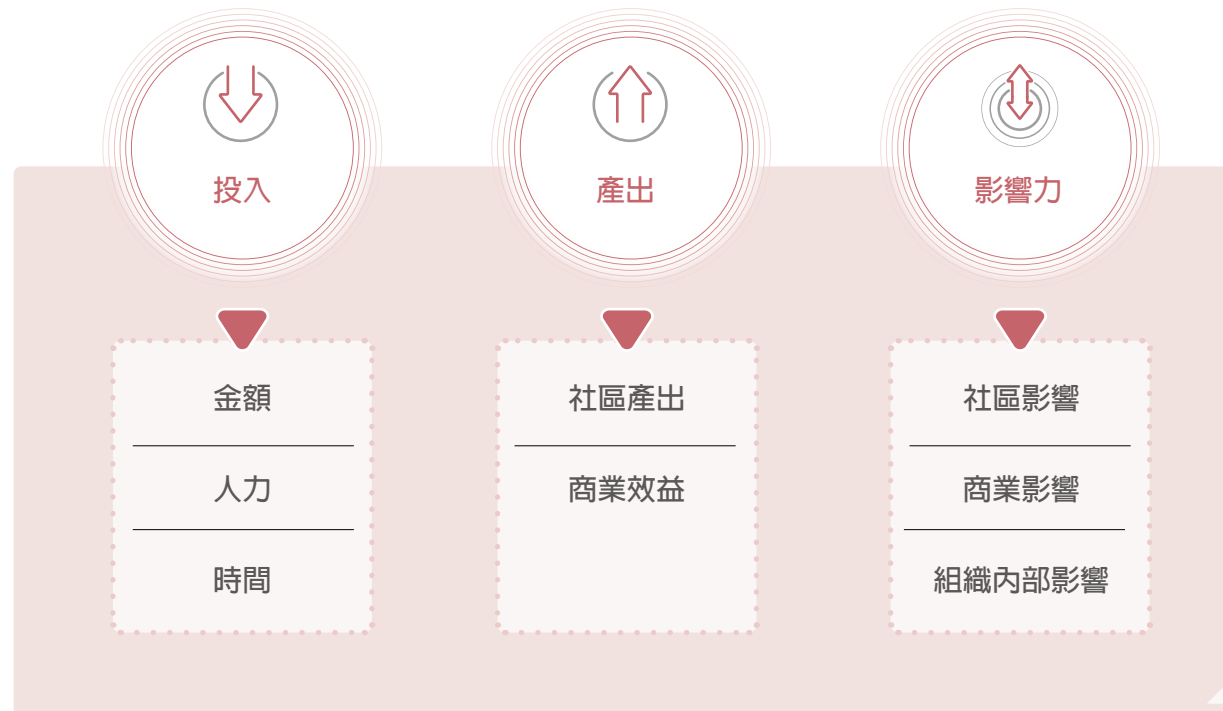 投入
金額
人力
時間
產出
社區產出
商業效益
影響力
社區影響
商業影響
組織內部影響